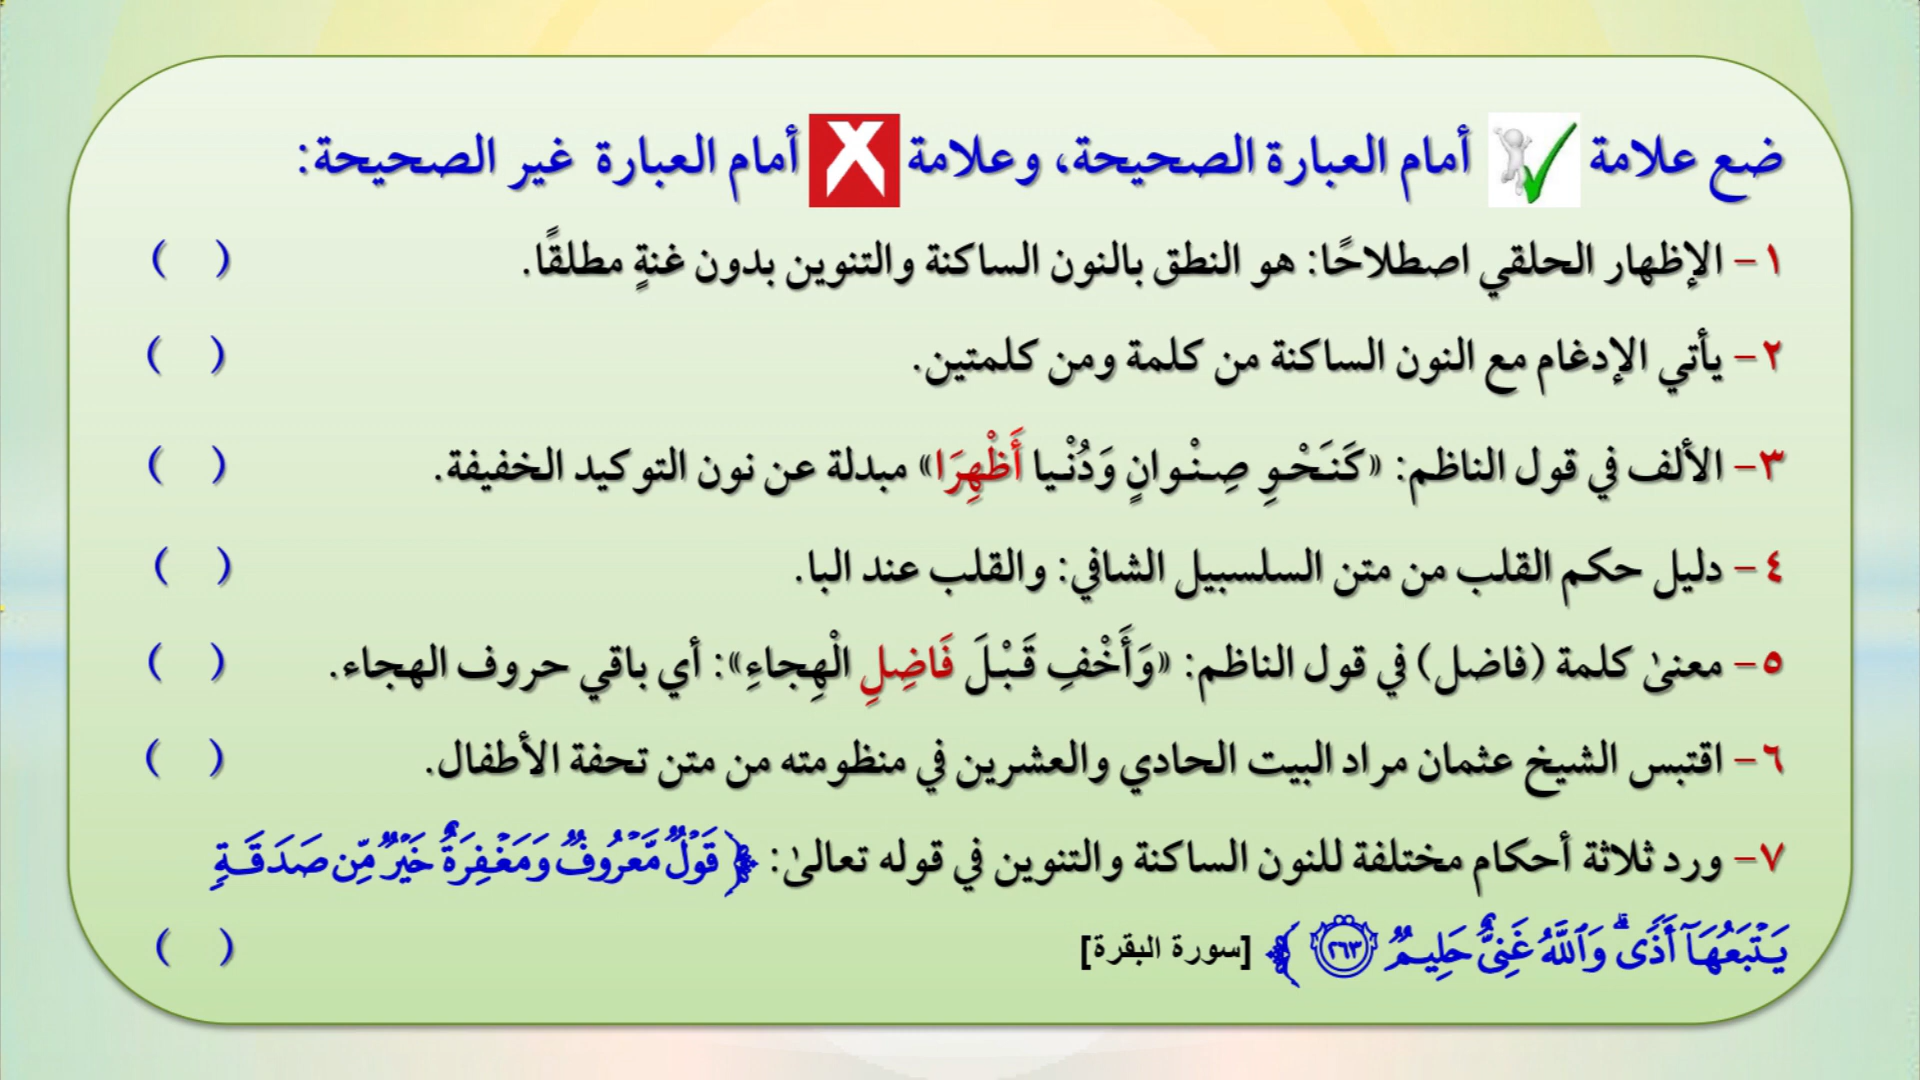 ضع علامة أمام العبارة الصحيحة، وعلامة أمام العبارة غير الصحيحة:
١- الإظهار الحلقي اصطلاحًا: هو النطق بالنون الساكنة والتنوين بدون غنةٍ مطلقًا. ( )
٢- يأتي الإدغام مع النون الساكنة من كلمة ومن كلمتين. ( )
٣- الألف في قول الناظم: «كَنَحْوِ صِنْوانٍ وَدُنْيا أَظْهِرَا» مبدلة عن نون التوكيد الخفيفة. ( )
٤- دليل حكم القلب من متن السلسبيل الشافي: والقلب عند البا. ( )
٥- معنىٰ كلمة (فاضل) في قول الناظم: «وَأَخْفِ قَبْلَ فَاضِلِ الْهِجاءِ»: أي باقي حروف الهجاء. ( )
٦- اقتبس الشيخ عثمان مراد البيت الحادي والعشرين في منظومته من متن تحفة الأطفال. ( )
٧- ورد ثلاثة أحكام مختلفة للنون الساكنة والتنوين في قوله تعالىٰ: ﴿قَوْلٌ مَّعْرُوفٌ وَمَغْفِرَةٌ خَيْرٌ مِّن صَدَقَةٍ
يَتْبَعُهَآ أَذًى ۗ وَٱللَّهُ غَنِىٌّ حَلِيمٌ ٢٦٣﴾ [سورة البقرة] ( )